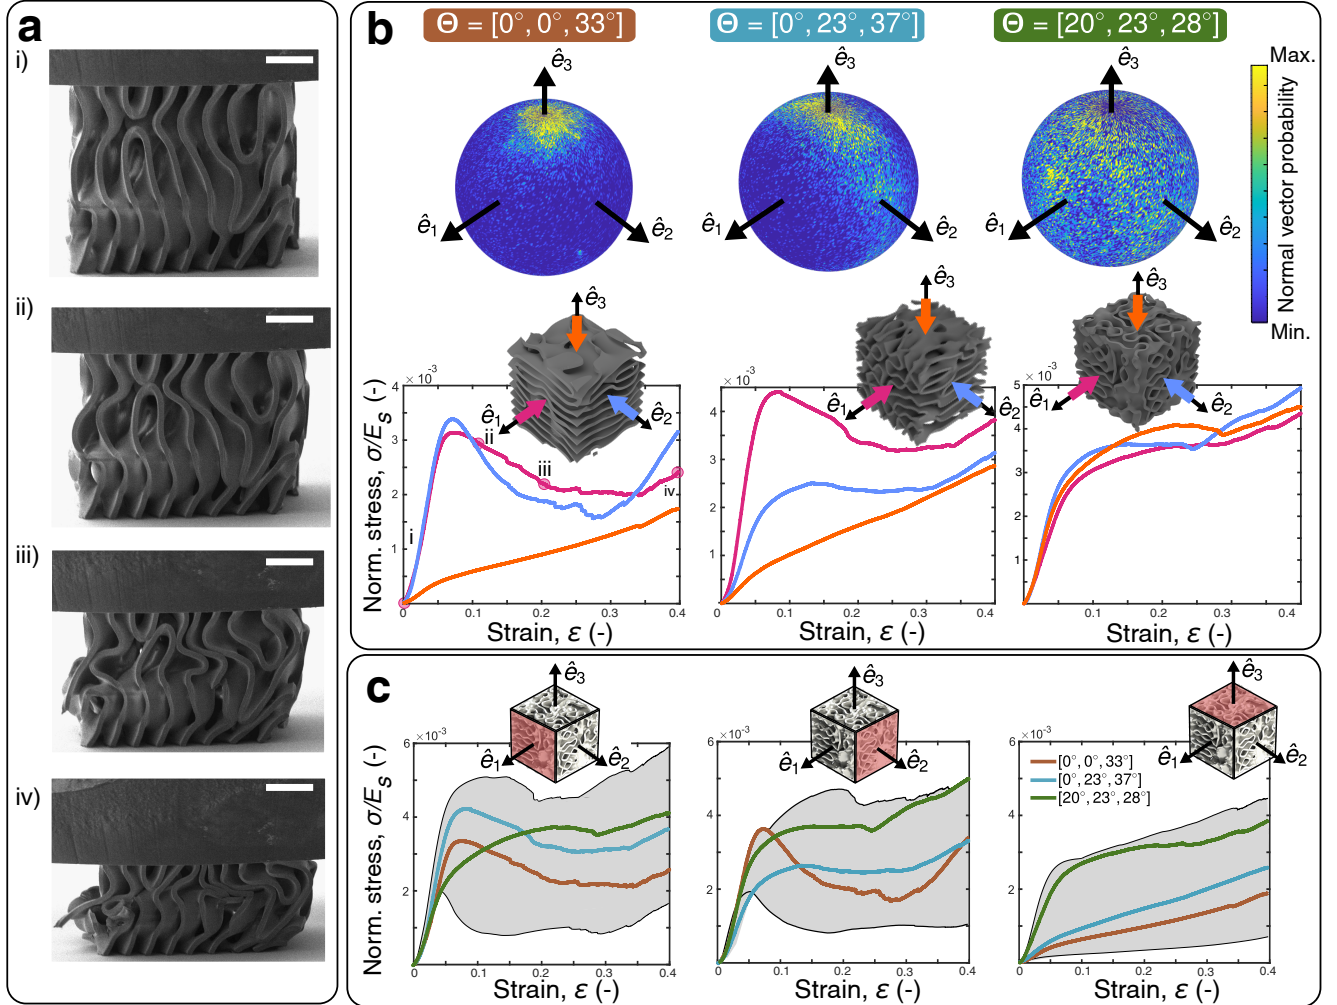 a
i)
ii)
iii)
iv)
b
Θ = [0°, 0°, 33°]
Θ = [0°, 23°, 37°]
Θ = [20°, 23°, 28°]
ê3
ê1
ê2
ê3
ê1
ê2
ê3
ê1
ê2
Max.
Normal vector probability
Min.
ê3
ê1
ê2
ê3
ê1
ê2
ê3
ê1
ê2
Norm. stress, σ/Es (-)
× 10⁻³
4
3
2
1
0
0
0.1
0.2
0.3
0.4
i
ii
iii
iv
Strain, ε (-)
× 10⁻³
4
3
2
1
0
0
0.1
0.2
0.3
0.4
Strain, ε (-)
× 10⁻³
5
4
3
2
1
0
0.1
0.2
0.3
0.4
Strain, ε (-)
c
ê3
ê1
ê2
ê3
ê1
ê2
ê3
ê1
ê2
Norm. stress, σ/Es (-)
× 10⁻³
6
4
2
0
0
0.1
0.2
0.3
0.4
Strain, ε (-)
× 10⁻³
6
4
2
0
0
0.1
0.2
0.3
0.4
Strain, ε (-)
× 10⁻³
6
4
2
0
0
0.1
0.2
0.3
0.4
[0°, 0°, 33°]
[0°, 23°, 37°]
[20°, 23°, 28°]
Strain, ε (-)